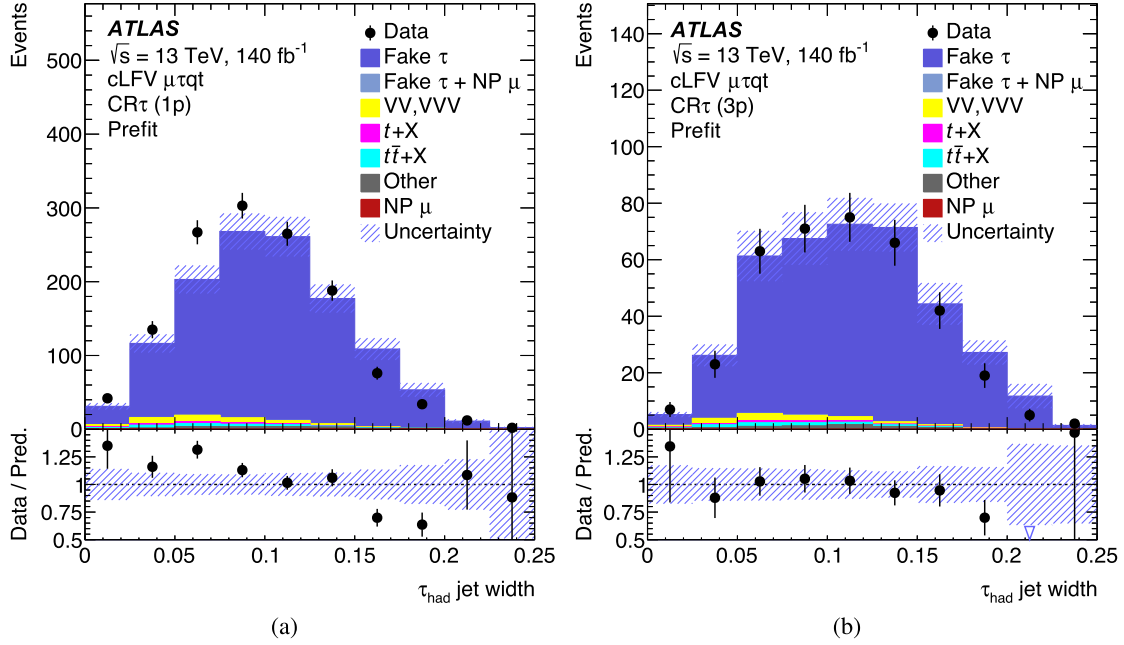 Events
500
400
300
200
100
0
ATLAS
√s = 13 TeV, 140 fb⁻¹
cLFV μτqt
CRτ (1p)
Prefit
Data
Fake τ
Fake τ + NP μ
VV,VVV
t+X
tt̄+X
Other
NP μ
Uncertainty
Data / Pred.
1.25
1
0.75
0.5
0 0.05 0.1 0.15 0.2 0.25
τhad jet width
(a)
Events
140
120
100
80
60
40
20
0
ATLAS
√s = 13 TeV, 140 fb⁻¹
cLFV μτqt
CRτ (3p)
Prefit
Data
Fake τ
Fake τ + NP μ
VV,VVV
t+X
tt̄+X
Other
NP μ
Uncertainty
Data / Pred.
1.25
1
0.75
0.5
0 0.05 0.1 0.15 0.2 0.25
τhad jet width
(b)